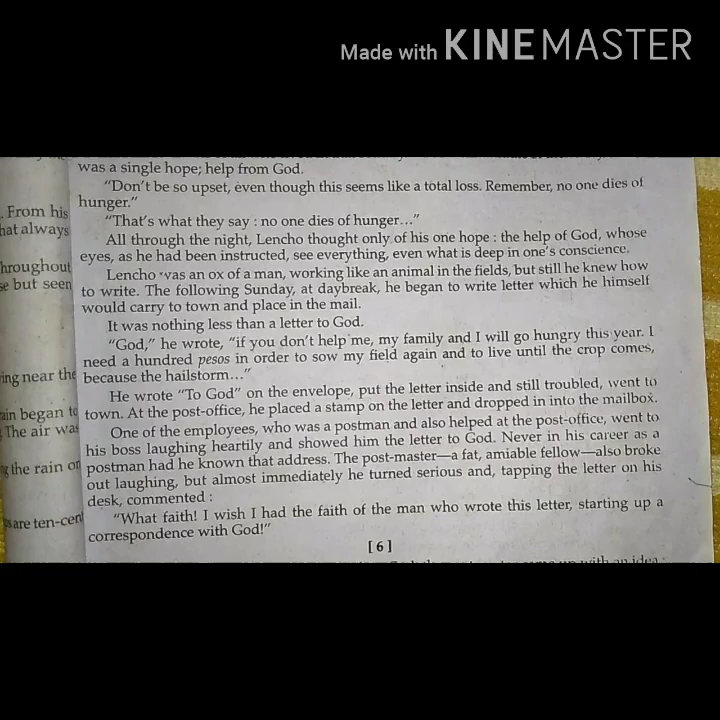 Made with KINEMASTER
was a single hope; help from God.
"Don't be so upset, even though this seems like a total loss. Remember, no one dies of
hunger."
"That's what they say : no one dies of hunger..."
All through the night, Lencho thought only of his one hope : the help of God, whose
eyes, as he had been instructed, see everything, even what is deep in one's conscience.
Lencho was an ox of a man, working like an animal in the fields, but still he knew how
to write. The following Sunday, at daybreak, he began to write letter which he himself
would carry to town and place in the mail.
It was nothing less than a letter to God.
"God," he wrote, "if you don't help me, my family and I will go hungry this year. I
need a hundred pesos in order to sow my field again and to live until the crop comes,
because the hailstorm..."
He wrote "To God" on the envelope, put the letter inside and still troubled, went to
town. At the post-office, he placed a stamp on the letter and dropped in into the mailbox.
One of the employees, who was a postman and also helped at the post-office, went to
his boss laughing heartily and showed him the letter to God. Never in his career as a
postman had he known that address. The post-master—a fat, amiable fellow—also broke
out laughing, but almost immediately he turned serious and, tapping the letter on his
desk, commented :
"What faith! I wish I had the faith of the man who wrote this letter, starting up a
correspondence with God!"
[ 6 ]
. From his
hat always
hroughout
se but seen
ing near the
ain began to
The air was
g the rain on
are ten-cent